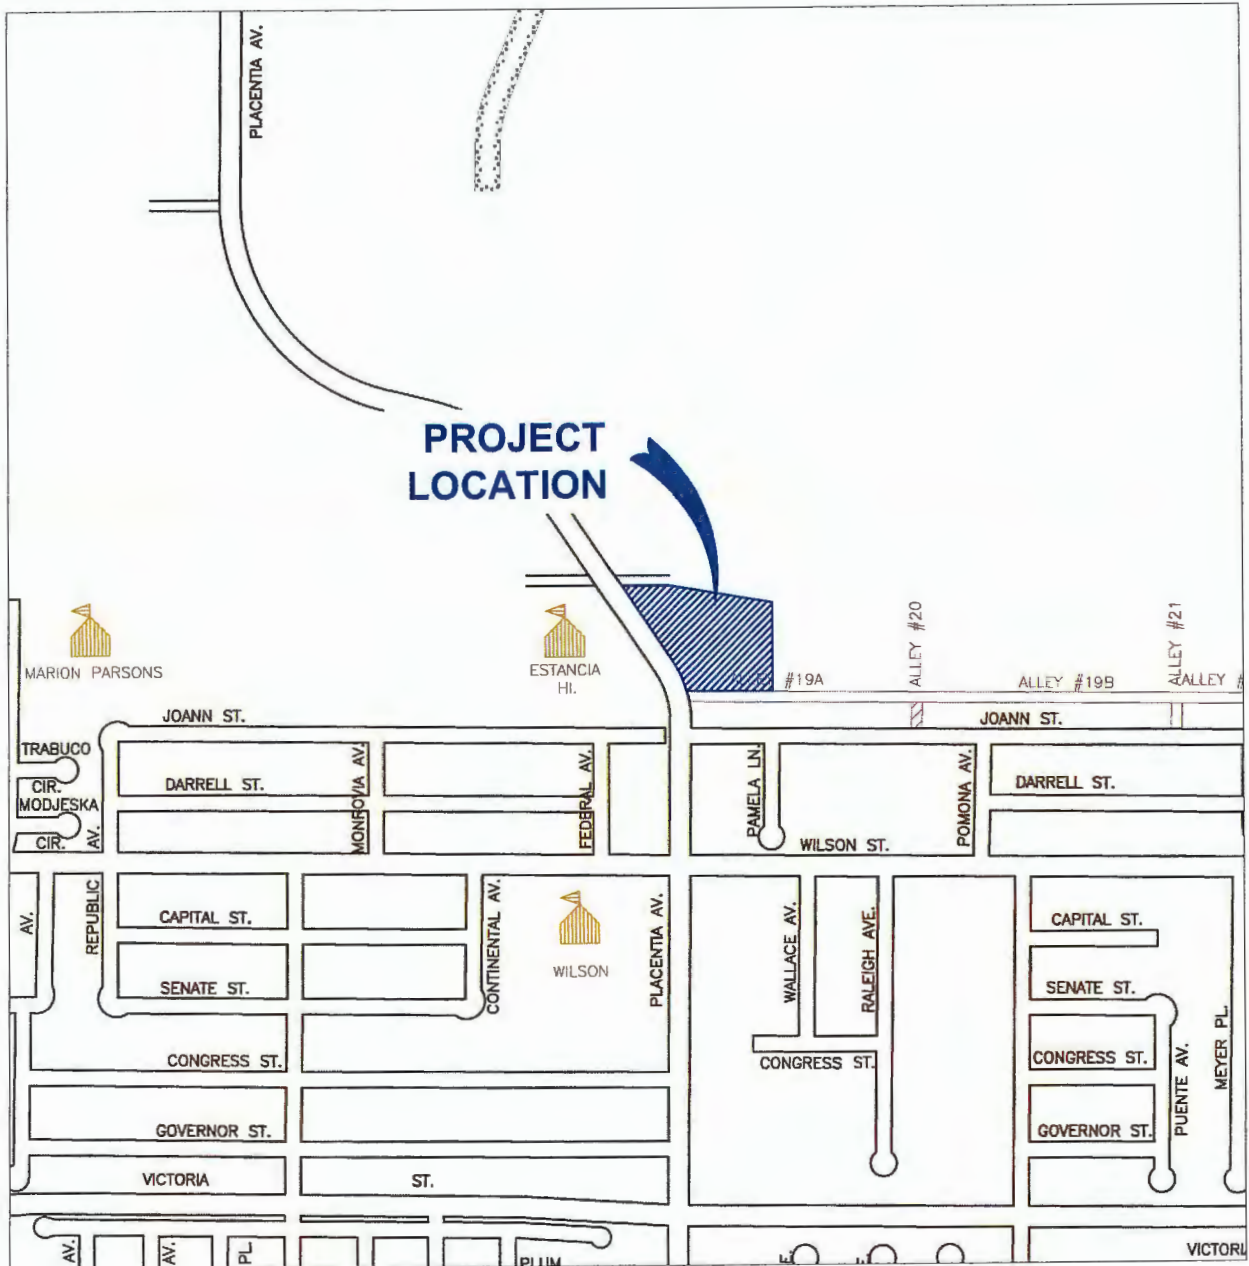 PLACENTIA AV.
PROJECT
LOCATION
MARION PARSONS
ESTANCIA
HI.
#19A
ALLEY #20
ALLEY #19B
ALLEY #21
ALLEY #
JOANN ST.
JOANN ST.
TRABUCO
CIR.
MODJESKA
CIR.
AV.
DARRELL ST.
MONROVIA AV.
FEDERAL AV.
PAMELA LN.
WILSON ST.
POMONA AV.
DARRELL ST.
AV.
REPUBLIC
CAPITAL ST.
SENATE ST.
CONTINENTAL AV.
WILSON
PLACENTIA AV.
WALLACE AV.
RALEIGH AVE.
CAPITAL ST.
SENATE ST.
CONGRESS ST.
CONGRESS ST.
CONGRESS ST.
PUENTE AV.
MEYER PL.
GOVERNOR ST.
GOVERNOR ST.
VICTORIA ST.
AV.
AV.
PL.
PLUM
VICTORI